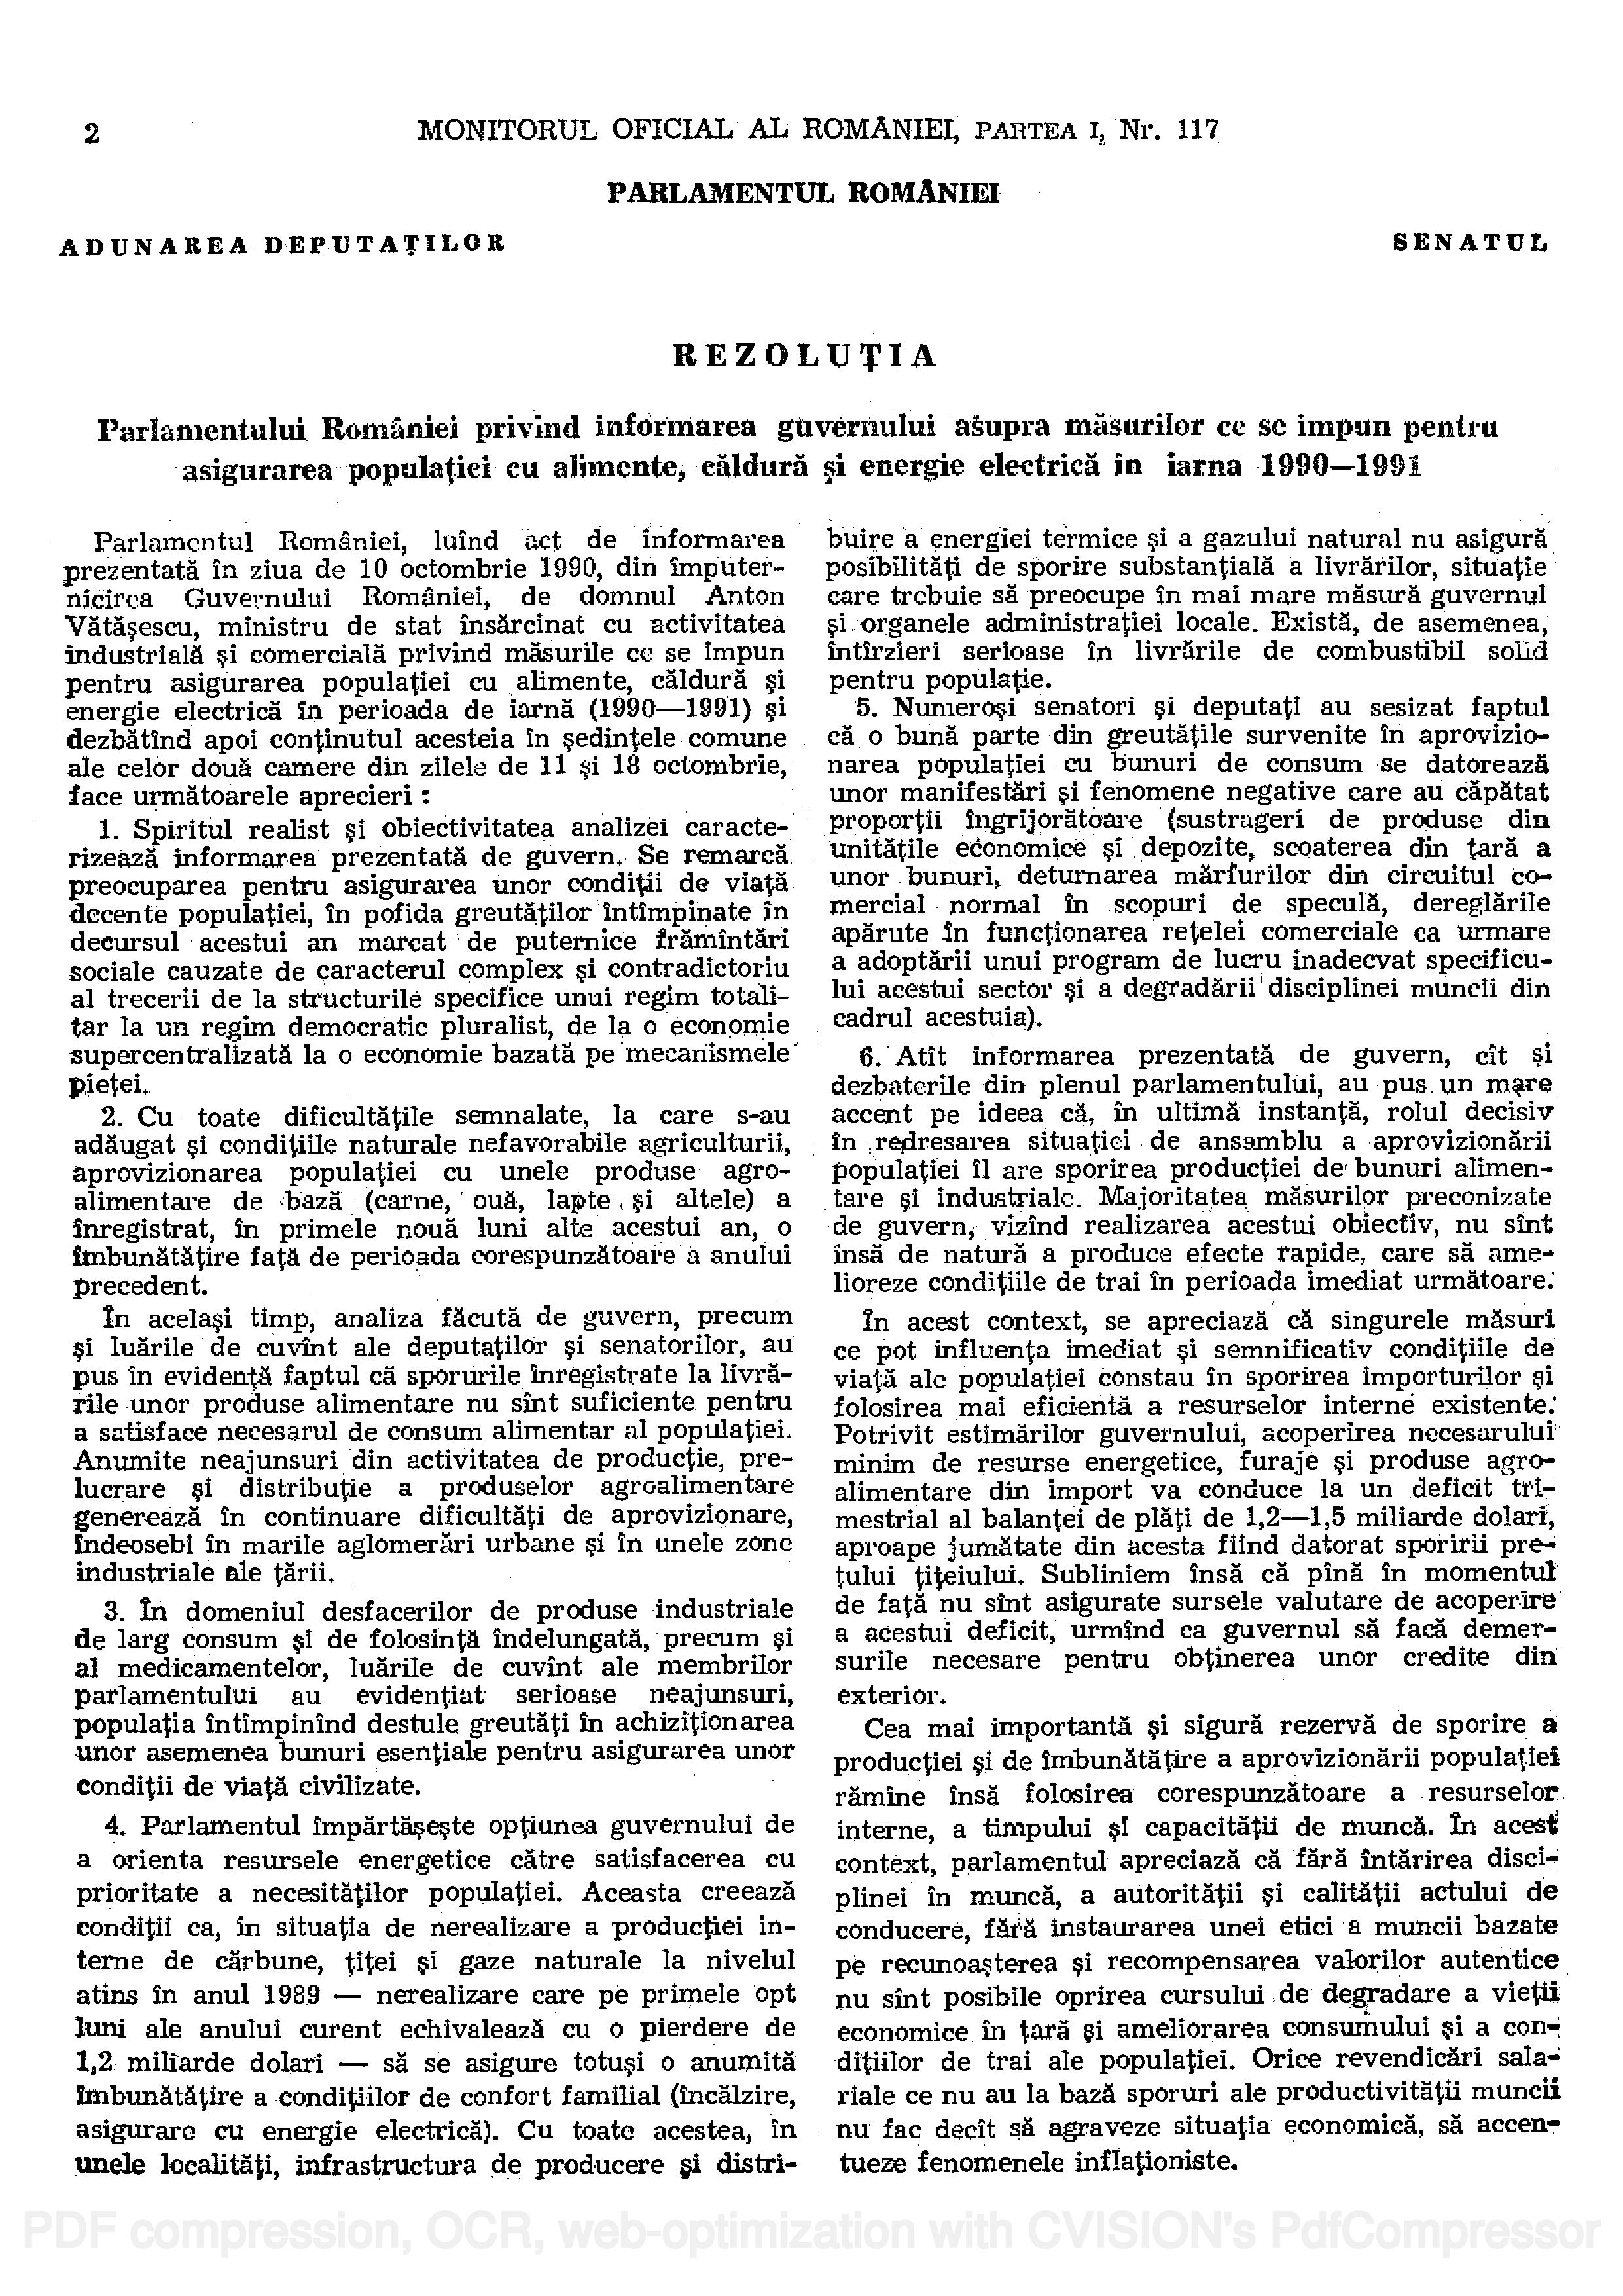 2
MONITORUL OFICIAL AL ROMÂNIEI, PARTEA I, Nr. 117
PARLAMENTUL ROMÂNIEI
ADUNAREA DEPUTAȚILOR
SENATUL
REZOLUȚIA
Parlamentului României privind informarea guvernului asupra măsurilor ce se impun pentru
asigurarea populației cu alimente, căldură și energie electrică în iarna 1990—1991
Parlamentul României, luînd act de informarea
prezentată în ziua de 10 octombrie 1990, din împuter-
nicirea Guvernului României, de domnul Anton
Vătășescu, ministru de stat însărcinat cu activitatea
industrială și comercială privind măsurile ce se impun
pentru asigurarea populației cu alimente, căldură și
energie electrică în perioada de iarnă (1990—1991) și
dezbătînd apoi conținutul acesteia în ședințele comune
ale celor două camere din zilele de 11 și 18 octombrie,
face următoarele aprecieri :
1. Spiritul realist și obiectivitatea analizei caracte-
rizează informarea prezentată de guvern. Se remarcă
preocuparea pentru asigurarea unor condiții de viață
decente populației, în pofida greutăților întîmpinate în
decursul acestui an marcat de puternice frămîntări
sociale cauzate de caracterul complex și contradictoriu
al trecerii de la structurile specifice unui regim totali-
tar la un regim democratic pluralist, de la o economie
supercentralizată la o economie bazată pe mecanismele
pieței.
2. Cu toate dificultățile semnalate, la care s-au
adăugat și condițiile naturale nefavorabile agriculturii,
aprovizionarea populației cu unele produse agro-
alimentare de bază (carne, ouă, lapte și altele) a
înregistrat, în primele nouă luni alte acestui an, o
îmbunătățire față de perioada corespunzătoare a anului
precedent.
În același timp, analiza făcută de guvern, precum
și luările de cuvînt ale deputaților și senatorilor, au
pus în evidență faptul că sporurile înregistrate la livră-
rile unor produse alimentare nu sînt suficiente pentru
a satisface necesarul de consum alimentar al populației.
Anumite neajunsuri din activitatea de producție, pre-
lucrare și distribuție a produselor agroalimentare
generează în continuare dificultăți de aprovizionare,
îndeosebi în marile aglomerări urbane și în unele zone
industriale ale țării.
3. În domeniul desfacerilor de produse industriale
de larg consum și de folosință îndelungată, precum și
al medicamentelor, luările de cuvînt ale membrilor
parlamentului au evidențiat serioase neajunsuri,
populația întîmpinînd destule greutăți în achiziționarea
unor asemenea bunuri esențiale pentru asigurarea unor
condiții de viață civilizate.
4. Parlamentul împărtășește opțiunea guvernului de
a orienta resursele energetice către satisfacerea cu
prioritate a necesităților populației. Aceasta creează
condiții ca, în situația de nerealizare a producției in-
terne de cărbune, țiței și gaze naturale la nivelul
atins în anul 1989 — nerealizare care pe primele opt
luni ale anului curent echivalează cu o pierdere de
1,2 miliarde dolari — să se asigure totuși o anumită
îmbunătățire a condițiilor de confort familial (încălzire,
asigurare cu energie electrică). Cu toate acestea, în
unele localități, infrastructura de producere și distri-
buire a energiei termice și a gazului natural nu asigură
posibilități de sporire substanțială a livrărilor, situație
care trebuie să preocupe în mai mare măsură guvernul
și organele administrației locale. Există, de asemenea,
întîrzieri serioase în livrările de combustibil solid
pentru populație.
5. Numeroși senatori și deputați au sesizat faptul
că o bună parte din greutățile survenite în aprovizio-
narea populației cu bunuri de consum se datorează
unor manifestări și fenomene negative care au căpătat
proporții îngrijorătoare (sustrageri de produse din
unitățile economice și depozite, scoaterea din țară a
unor bunuri, deturnarea mărfurilor din circuitul co-
mercial normal în scopuri de speculă, dereglările
apărute în funcționarea rețelei comerciale ca urmare
a adoptării unui program de lucru inadecvat specificu-
lui acestui sector și a degradării disciplinei muncii din
cadrul acestuia).
6. Atît informarea prezentată de guvern, cît și
dezbaterile din plenul parlamentului, au pus un mare
accent pe ideea că, în ultimă instanță, rolul decisiv
în redresarea situației de ansamblu a aprovizionării
populației îl are sporirea producției de bunuri alimen-
tare și industriale. Majoritatea măsurilor preconizate
de guvern, vizînd realizarea acestui obiectiv, nu sînt
însă de natură a produce efecte rapide, care să ame-
lioreze condițiile de trai în perioada imediat următoare.
În acest context, se apreciază că singurele măsuri
ce pot influența imediat și semnificativ condițiile de
viață ale populației constau în sporirea importurilor și
folosirea mai eficientă a resurselor interne existente.
Potrivit estimărilor guvernului, acoperirea necesarului
minim de resurse energetice, furaje și produse agro-
alimentare din import va conduce la un deficit tri-
mestrial al balanței de plăți de 1,2—1,5 miliarde dolari,
aproape jumătate din acesta fiind datorat sporirii pre-
țului țițeiului. Subliniem însă că pînă în momentul
de față nu sînt asigurate sursele valutare de acoperire
a acestui deficit, urmînd ca guvernul să facă demer-
surile necesare pentru obținerea unor credite din
exterior.
Cea mai importantă și sigură rezervă de sporire a
producției și de îmbunătățire a aprovizionării populației
rămîne însă folosirea corespunzătoare a resurselor
interne, a timpului și capacității de muncă. În acest
context, parlamentul apreciază că fără întărirea disci-
plinei în muncă, a autorității și calității actului de
conducere, fără instaurarea unei etici a muncii bazate
pe recunoașterea și recompensarea valorilor autentice
nu sînt posibile oprirea cursului de degradare a vieții
economice în țară și ameliorarea consumului și a con-
dițiilor de trai ale populației. Orice revendicări sala-
riale ce nu au la bază sporuri ale productivității muncii
nu fac decît să agraveze situația economică, să accen-
tueze fenomenele inflaționiste.
PDF compression, OCR, web-optimization with CVISION's PdfCompressor